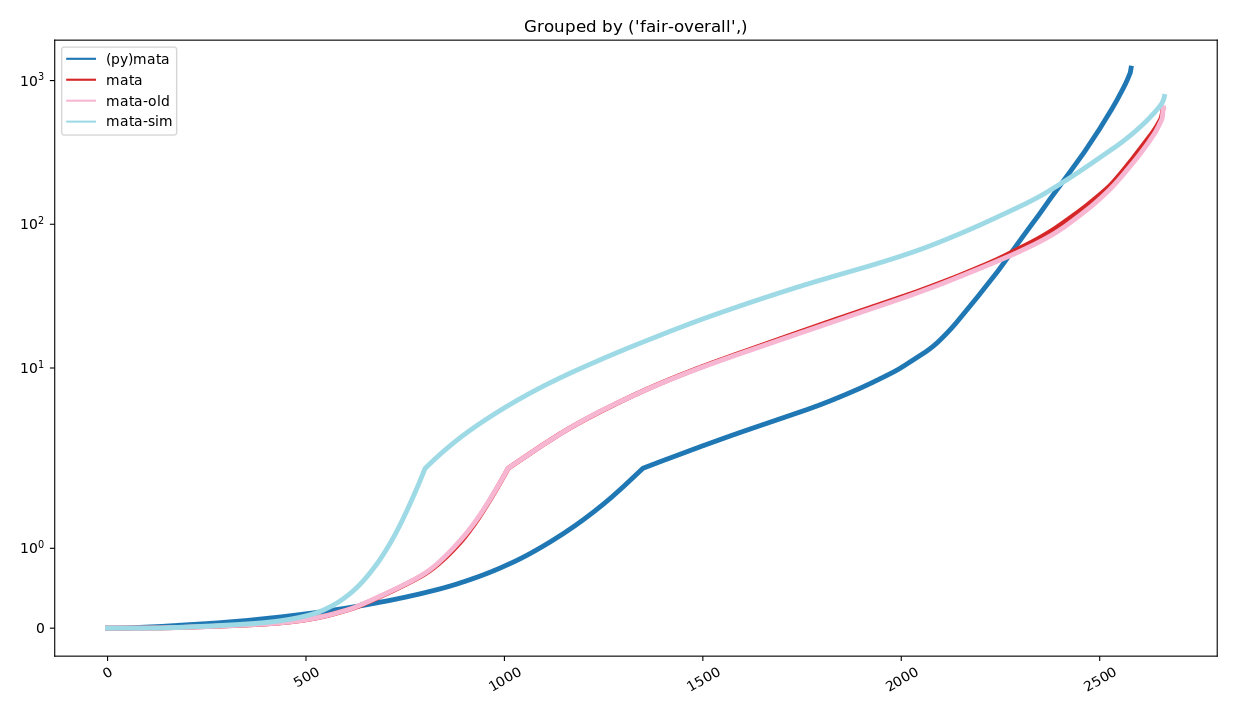 Grouped by ('fair-overall',)
(py)mata
mata
mata-old
mata-sim
10³
10²
10¹
10⁰
0
0
500
1000
1500
2000
2500